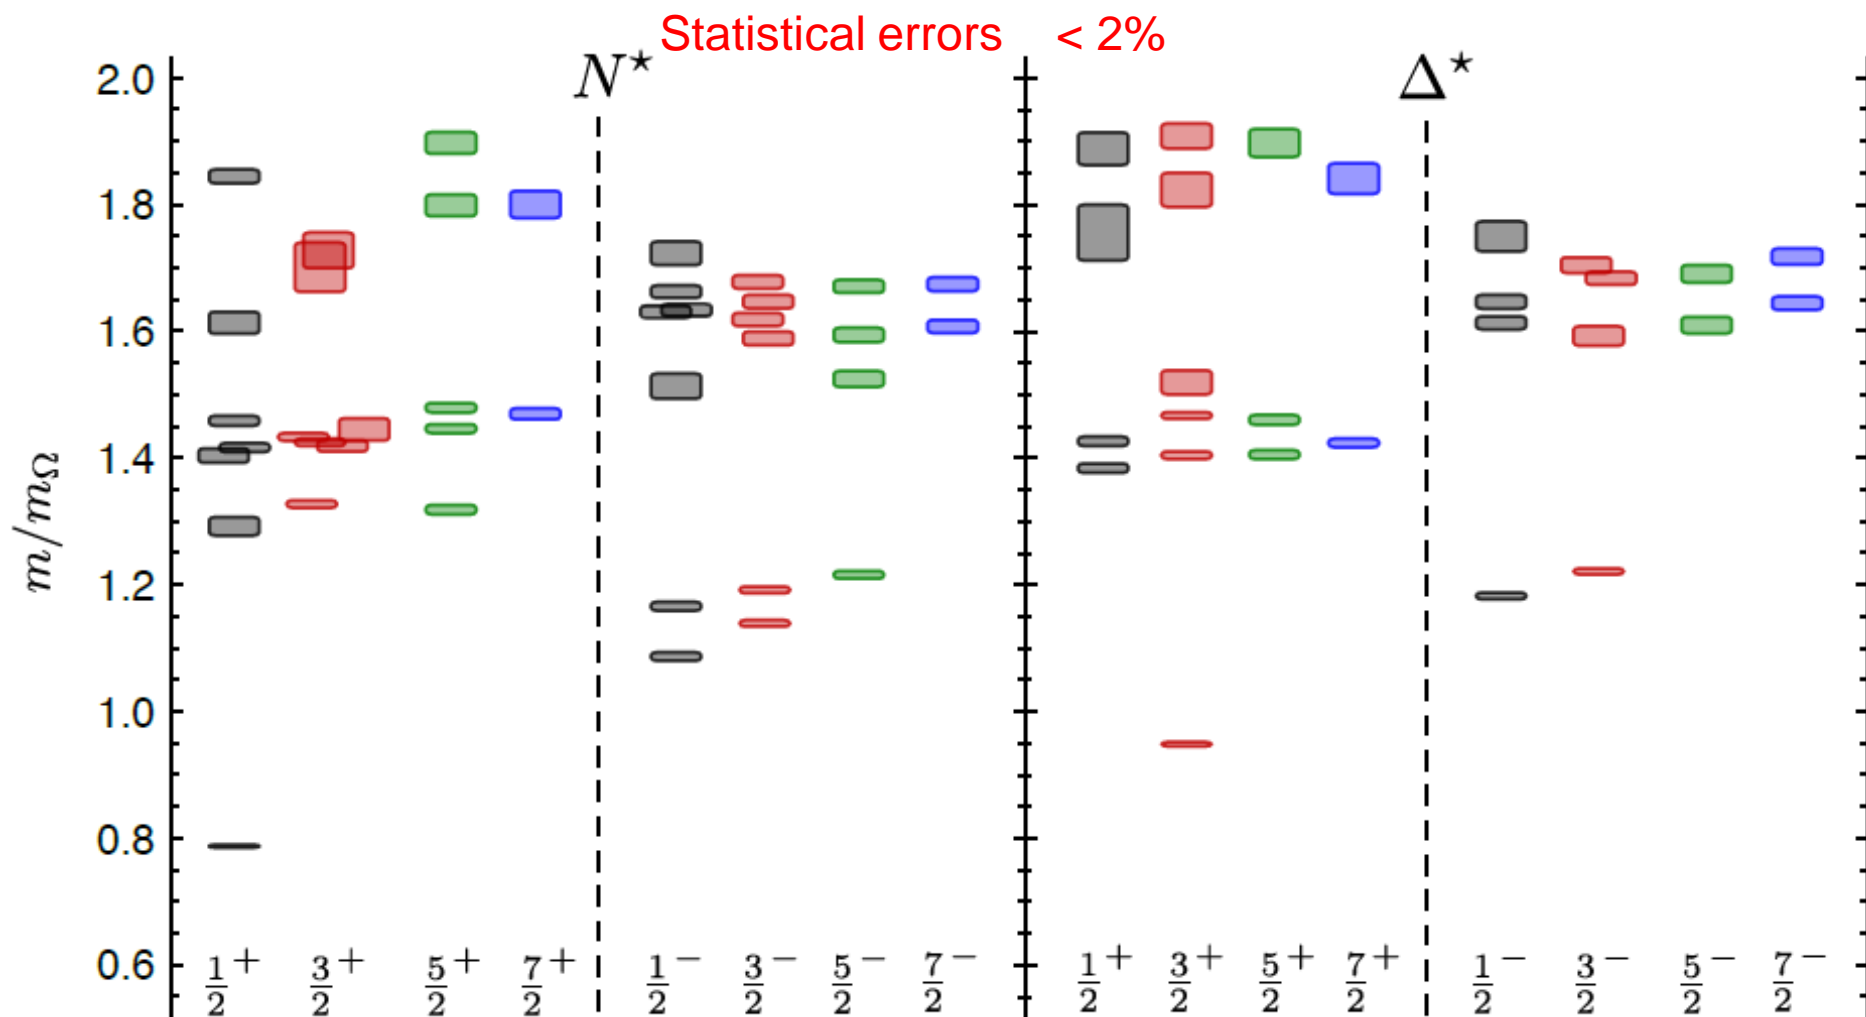 Statistical errors < 2%
N* Δ*
2.0
1.8
1.6
1.4
1.2
1.0
0.8
0.6
m/mΩ
1/2+ 3/2+ 5/2+ 7/2+ 1/2− 3/2− 5/2− 7/2− 1/2+ 3/2+ 5/2+ 7/2+ 1/2− 3/2− 5/2− 7/2−